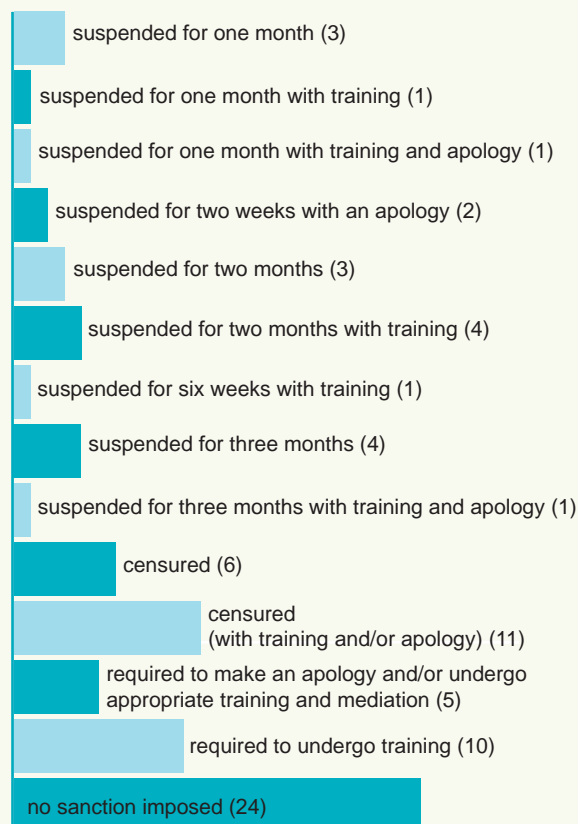 suspended for one month (3)
suspended for one month with training (1)
suspended for one month with training and apology (1)
suspended for two weeks with an apology (2)
suspended for two months (3)
suspended for two months with training (4)
suspended for six weeks with training (1)
suspended for three months (4)
suspended for three months with training and apology (1)
censured (6)
censured
(with training and/or apology) (11)
required to make an apology and/or undergo
appropriate training and mediation (5)
required to undergo training (10)
no sanction imposed (24)